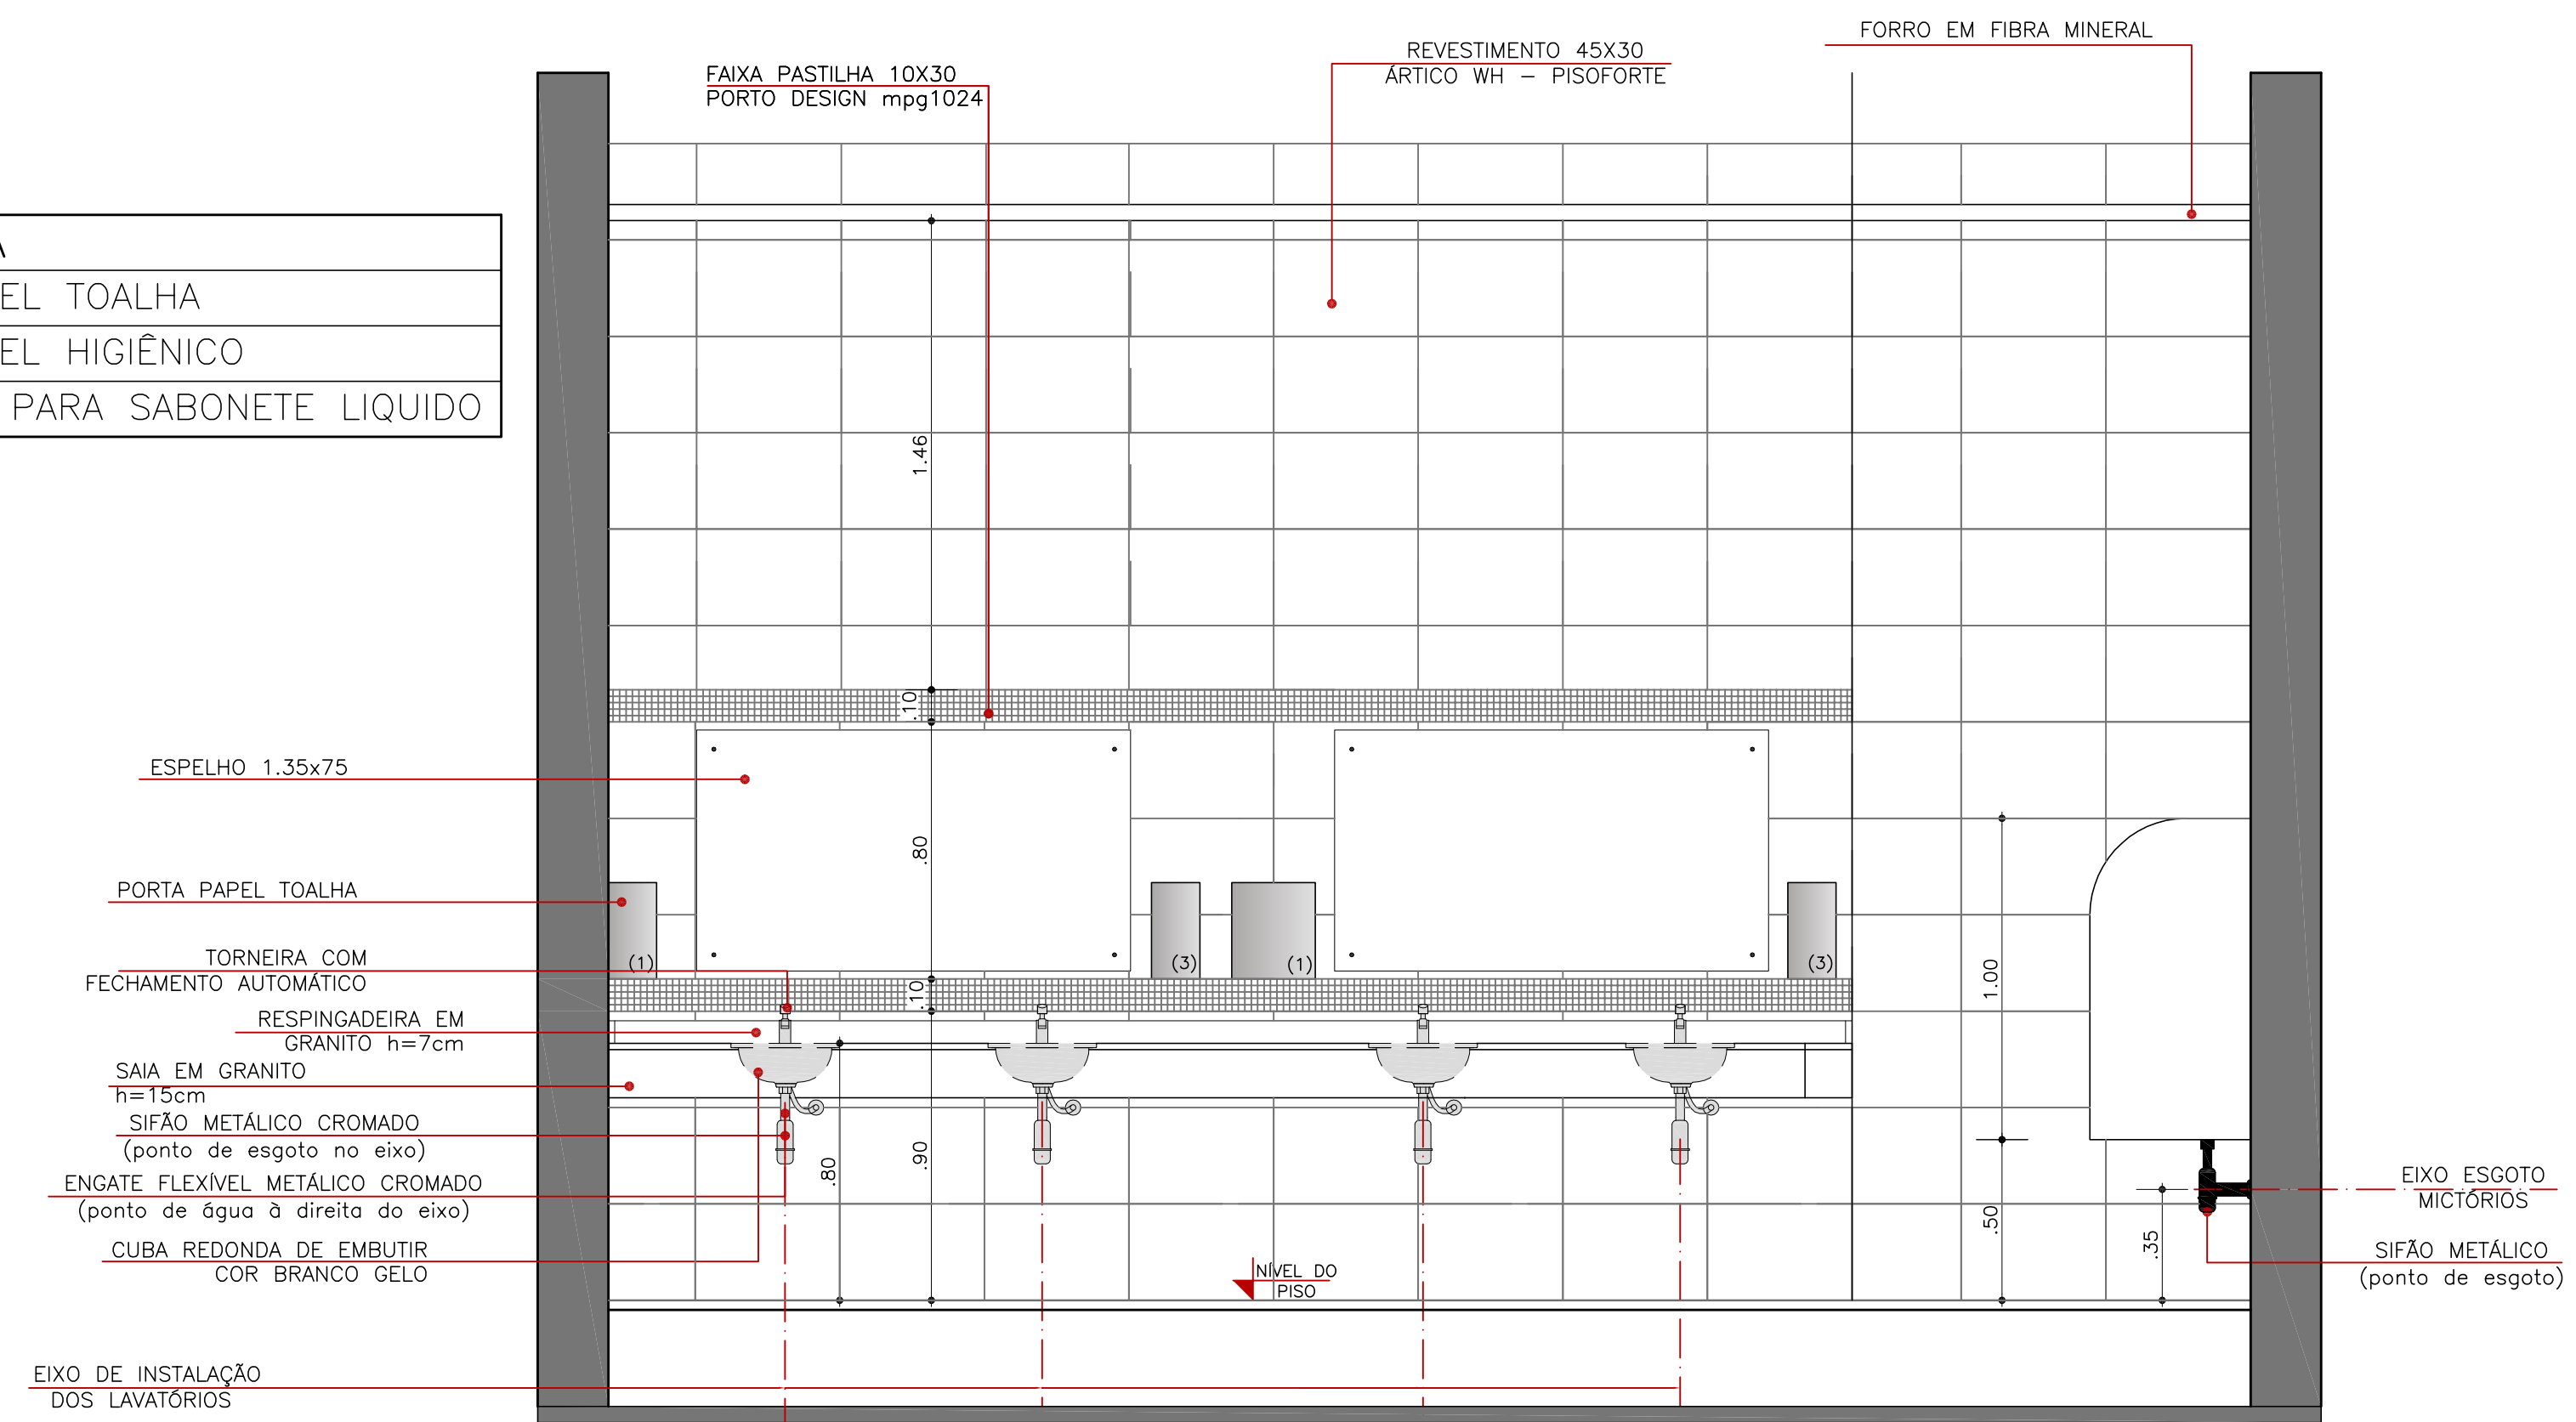 FORRO EM FIBRA MINERAL
REVESTIMENTO 45X30
ÁRTICO WH – PISOFORTE
FAIXA PASTILHA 10X30
PORTO DESIGN mpg1024
A
EL TOALHA
EL HIGIÊNICO
PARA SABONETE LIQUIDO
1.46
.10
ESPELHO 1.35x75
.80
PORTA PAPEL TOALHA
(1)
(3)
(1)
(3)
TORNEIRA COM
FECHAMENTO AUTOMÁTICO
.10
1.00
RESPINGADEIRA EM
GRANITO h=7cm
SAIA EM GRANITO
h=15cm
SIFÃO METÁLICO CROMADO
(ponto de esgoto no eixo)
.80
.90
ENGATE FLEXÍVEL METÁLICO CROMADO
(ponto de água à direita do eixo)
EIXO ESGOTO
MICTÓRIOS
.50
.35
CUBA REDONDA DE EMBUTIR
COR BRANCO GELO
NÍVEL DO
PISO
SIFÃO METÁLICO
(ponto de esgoto)
EIXO DE INSTALAÇÃO
DOS LAVATÓRIOS